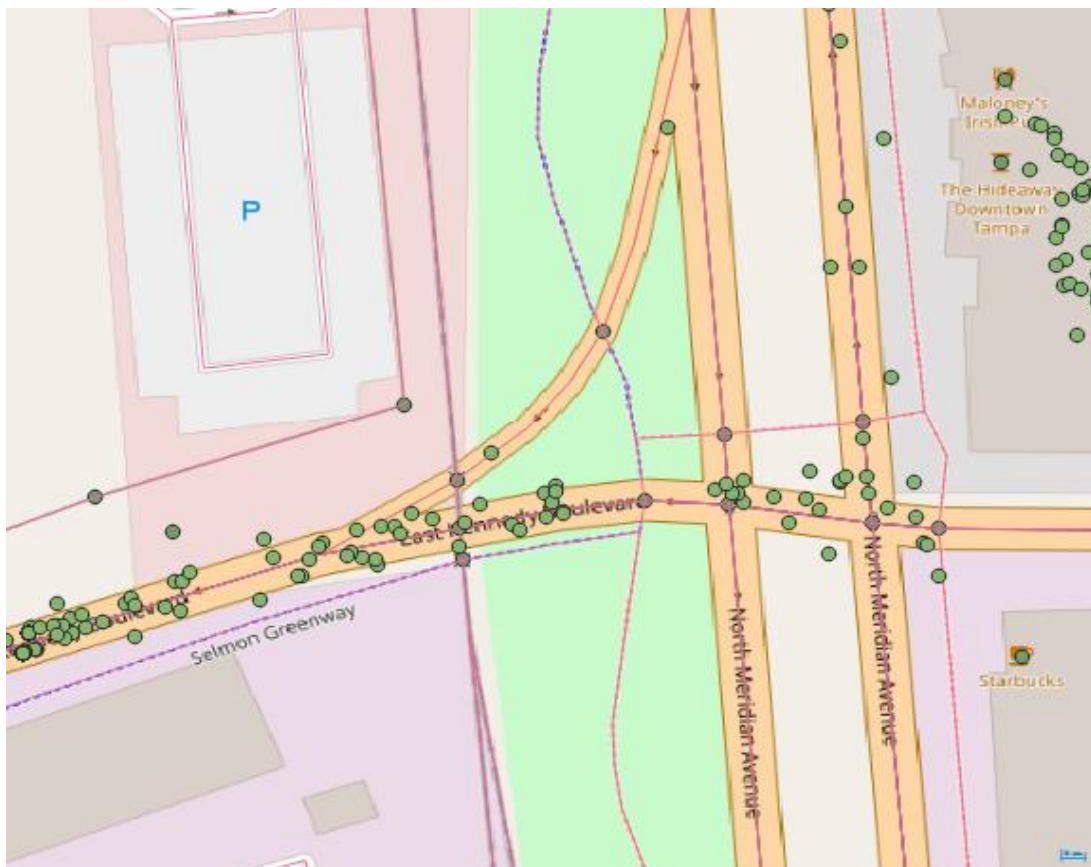 P
Maloney's
Irish Pub
The Hideaway
Downtown
Tampa
East Kennedy Boulevard
Boulevard
Selmon Greenway
North Meridian Avenue
North Meridian Avenue
Starbucks